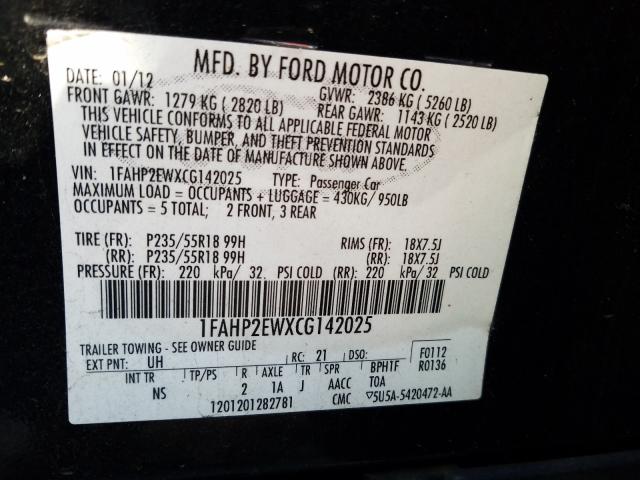 MFD. BY FORD MOTOR CO.
DATE: 01/12 GVWR: 2386 KG ( 5260 LB)
FRONT GAWR: 1279 KG ( 2820 LB) REAR GAWR: 1143 KG ( 2520 LB)
THIS VEHICLE CONFORMS TO ALL APPLICABLE FEDERAL MOTOR
VEHICLE SAFETY, BUMPER, AND THEFT PREVENTION STANDARDS
IN EFFECT ON THE DATE OF MANUFACTURE SHOWN ABOVE.
VIN: 1FAHP2EWXCG142025 TYPE: Passenger Car
MAXIMUM LOAD = OCCUPANTS + LUGGAGE = 430KG/ 950LB
OCCUPANTS = 5 TOTAL; 2 FRONT, 3 REAR
TIRE (FR): P235/55R18 99H RIMS (FR): 18X7.5J
(RR): P235/55R18 99H (RR): 18X7.5J
PRESSURE (FR): 220 kPa/ 32 PSI COLD (RR): 220 kPa/ 32 PSI COLD
1FAHP2EWXCG142025
TRAILER TOWING - SEE OWNER GUIDE
EXT PNT: UH RC: 21 DSO: F0112
R0136
INT TR TP/PS R AXLE TR SPR BPHTF
NS 2 1A J AACC TOA
1201201282781 CMC ▽5U5A-5420472-AA